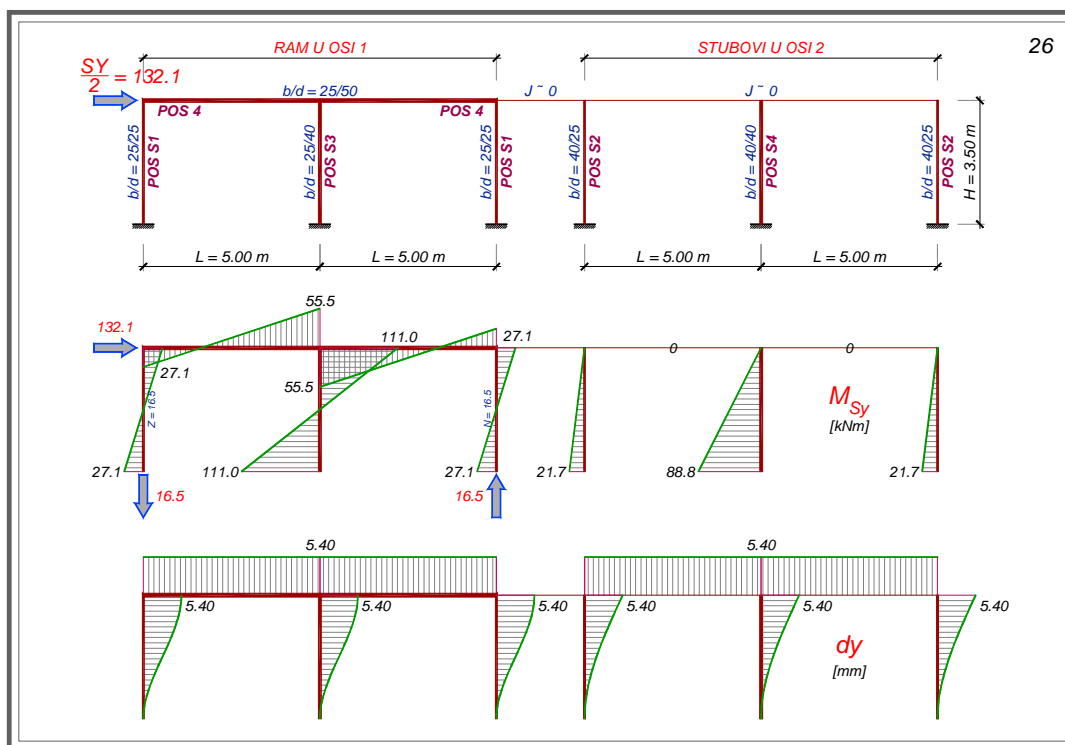 26
RAM U OSI 1
STUBOVI U OSI 2
SY/2 = 132.1
b/d = 25/50
J ~ 0
J ~ 0
POS 4
POS 4
b/d = 25/25
POS S1
b/d = 25/40
POS S3
b/d = 25/25
POS S1
b/d = 40/25
POS S2
b/d = 40/40
POS S4
b/d = 40/25
POS S2
H = 3.50 m
L = 5.00 m
L = 5.00 m
L = 5.00 m
L = 5.00 m
55.5
132.1
111.0
27.1
0
0
27.1
55.5
Z = 16.5
N = 16.5
MSy
[kNm]
27.1
111.0
27.1
21.7
88.8
21.7
16.5
16.5
5.40
5.40
5.40
5.40
5.40
5.40
5.40
5.40
dy
[mm]